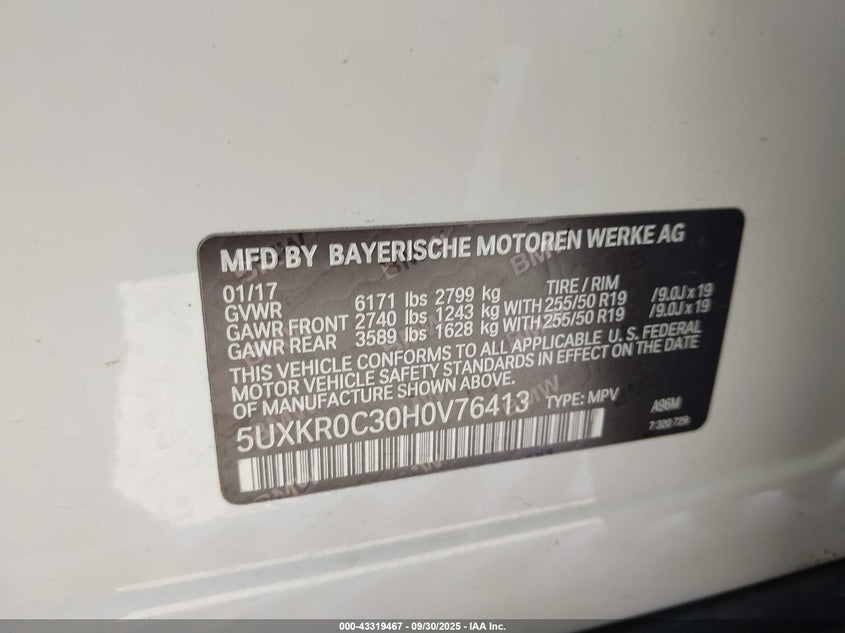 MFD BY BAYERISCHE MOTOREN WERKE AG
01/17 TIRE / RIM
GVWR 6171 lbs 2799 kg
GAWR FRONT 2740 lbs 1243 kg WITH 255/50 R19 /9.0J x 19
GAWR REAR 3589 lbs 1628 kg WITH 255/50 R19 /9.0J x 19
THIS VEHICLE CONFORMS TO ALL APPLICABLE U. S. FEDERAL
MOTOR VEHICLE SAFETY STANDARDS IN EFFECT ON THE DATE
OF MANUFACTURE SHOWN ABOVE.
5UXKR0C30H0V76413 TYPE: MPV A96M
7 320 729
000-43319467 - 09/30/2025 - IAA Inc.